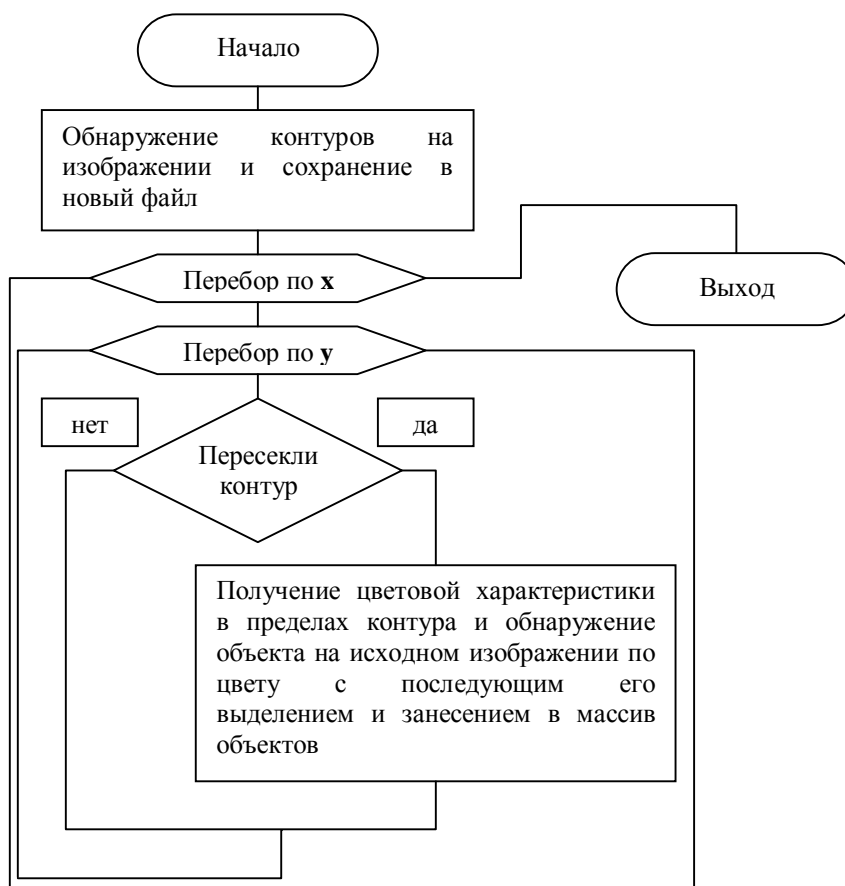 Начало
Обнаружение контуров на
изображении и сохранение в
новый файл
Перебор по x
Выход
Перебор по y
нет
да
Пересекли
контур
Получение цветовой характеристики
в пределах контура и обнаружение
объекта на исходном изображении по
цвету с последующим его
выделением и занесением в массив
объектов